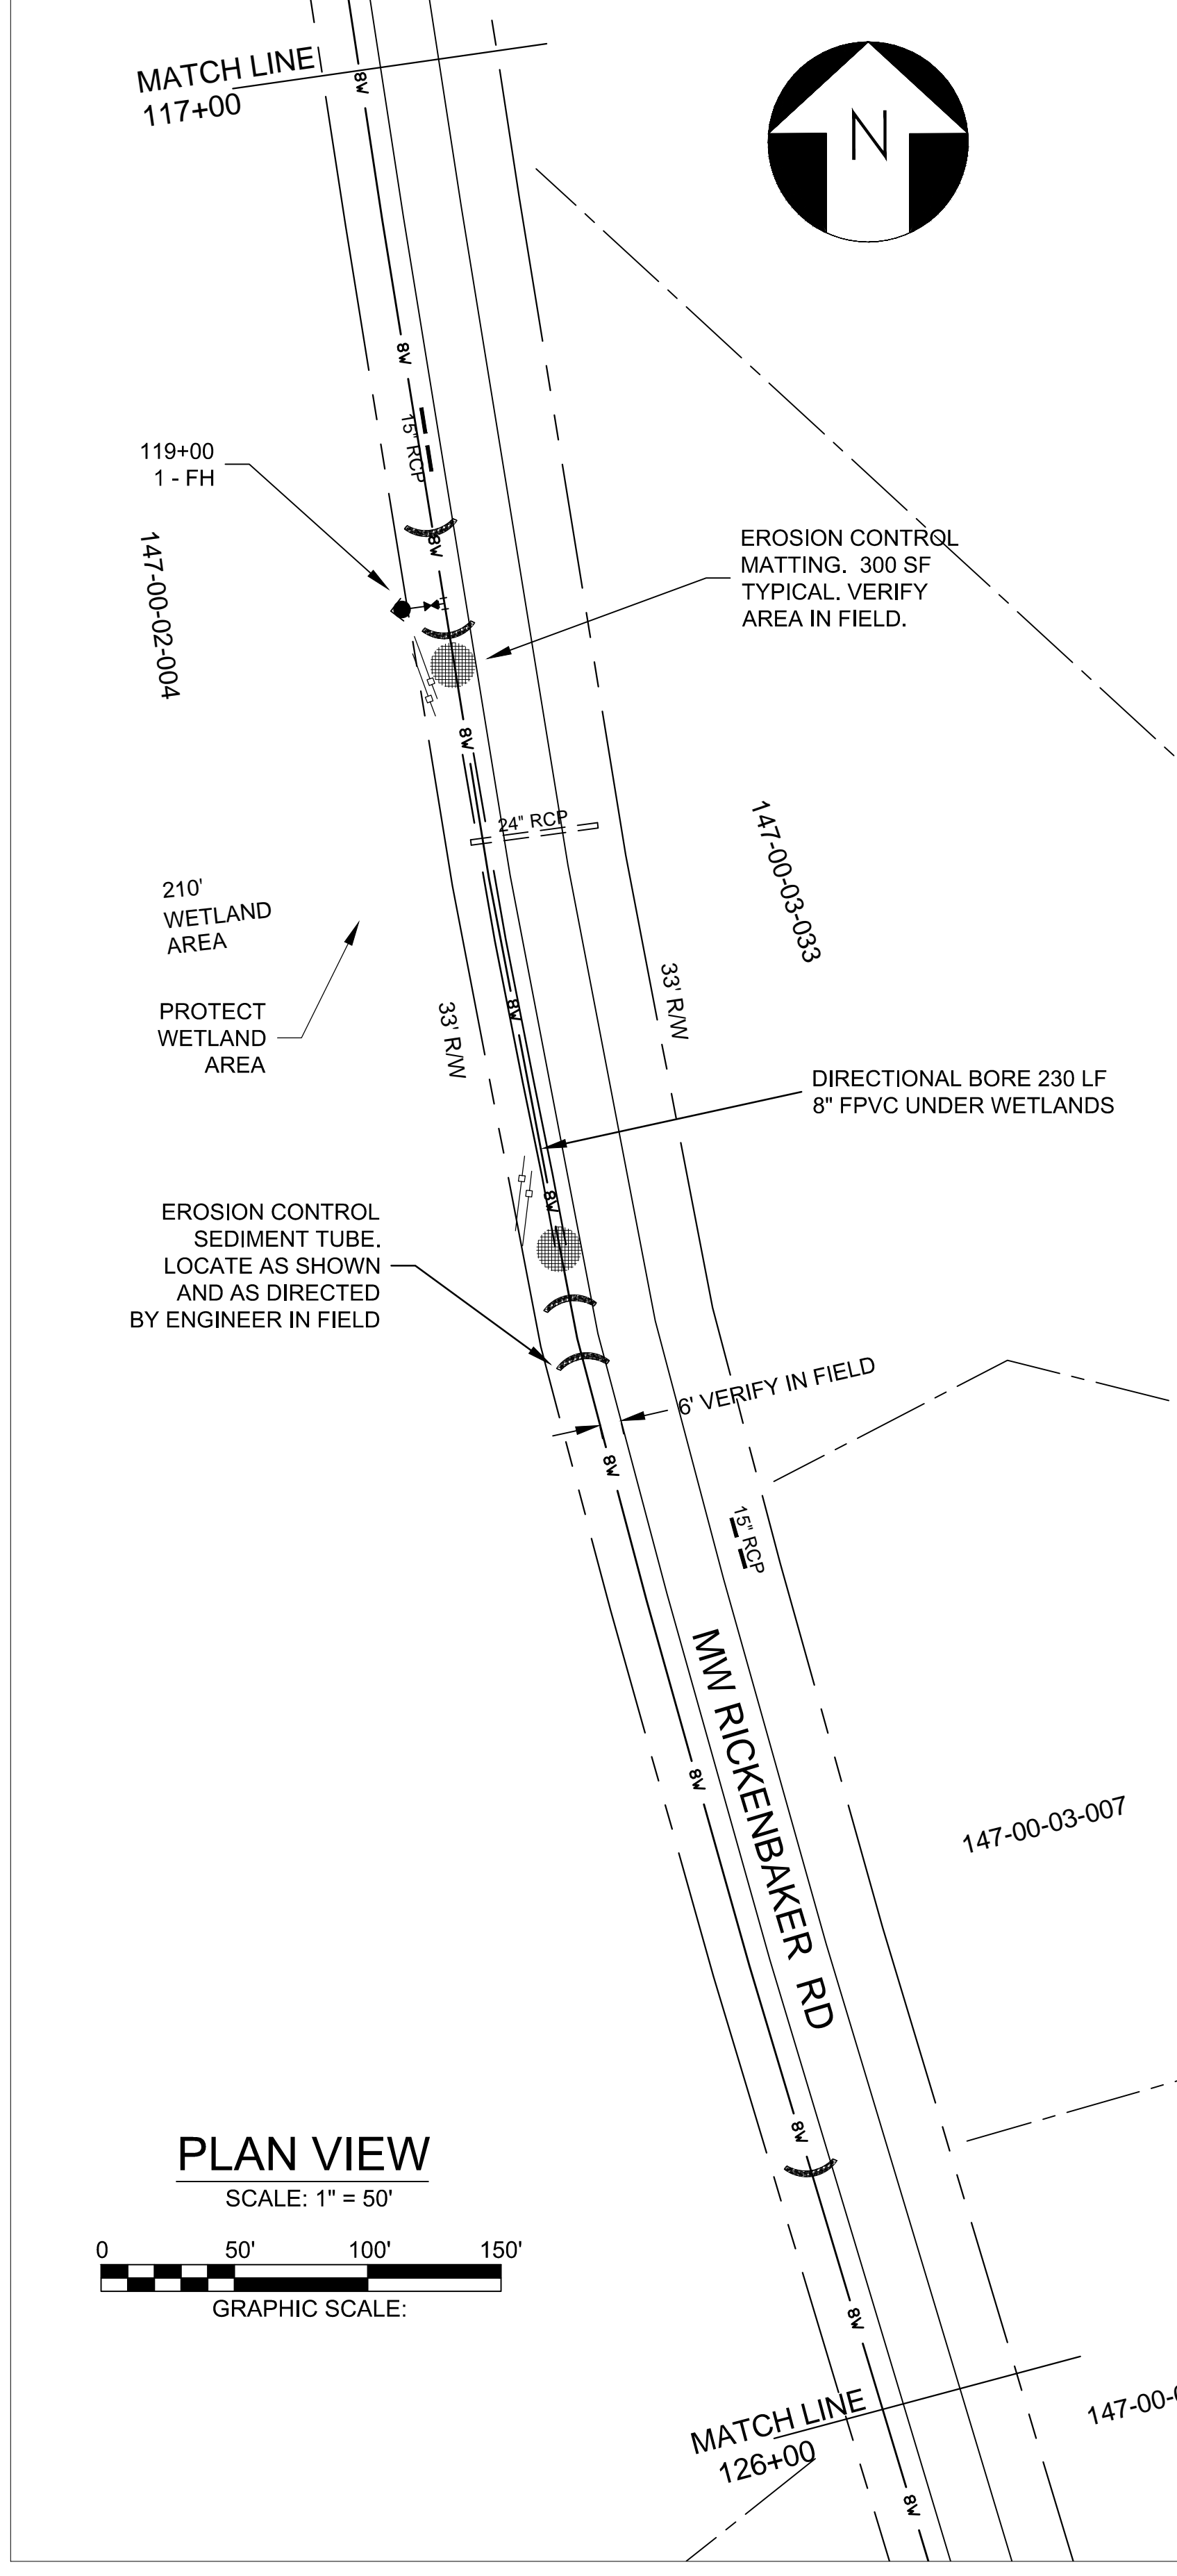 MATCH LINE
117+00
N
8W
8W
15" RCP
119+00
1 - FH
8W
147-00-02-004
EROSION CONTROL
MATTING.  300 SF
TYPICAL. VERIFY
AREA IN FIELD.
8W
24" RCP
147-00-03-033
210'
WETLAND
AREA
PROTECT
WETLAND
AREA
33' R/W
33' R/W
8W
DIRECTIONAL BORE 230 LF
8" FPVC UNDER WETLANDS
8W
EROSION CONTROL
SEDIMENT TUBE.
LOCATE AS SHOWN
AND AS DIRECTED
BY ENGINEER IN FIELD
6' VERIFY IN FIELD
8W
15" RCP
MW RICKENBAKER RD
8W
147-00-03-007
8W
PLAN VIEW
SCALE: 1" = 50'
0 50' 100' 150'
GRAPHIC SCALE:
8W
MATCH LINE
126+00
147-00-
8W